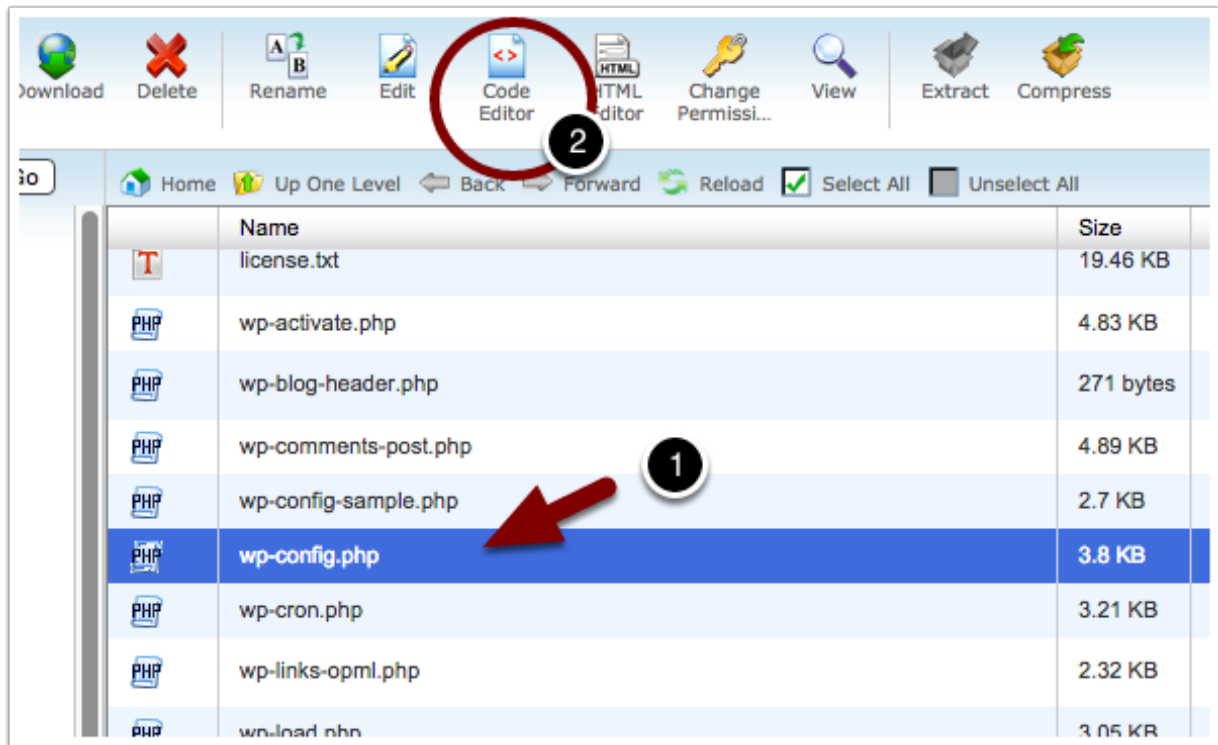 Download Delete Rename Edit Code Editor HTML Editor Change Permissi... View Extract Compress
2
Go Home Up One Level Back Forward Reload Select All Unselect All
Name Size
license.txt 19.46 KB
wp-activate.php 4.83 KB
wp-blog-header.php 271 bytes
wp-comments-post.php 4.89 KB
1
wp-config-sample.php 2.7 KB
wp-config.php 3.8 KB
wp-cron.php 3.21 KB
wp-links-opml.php 2.32 KB
wp-load.php 3.05 KB